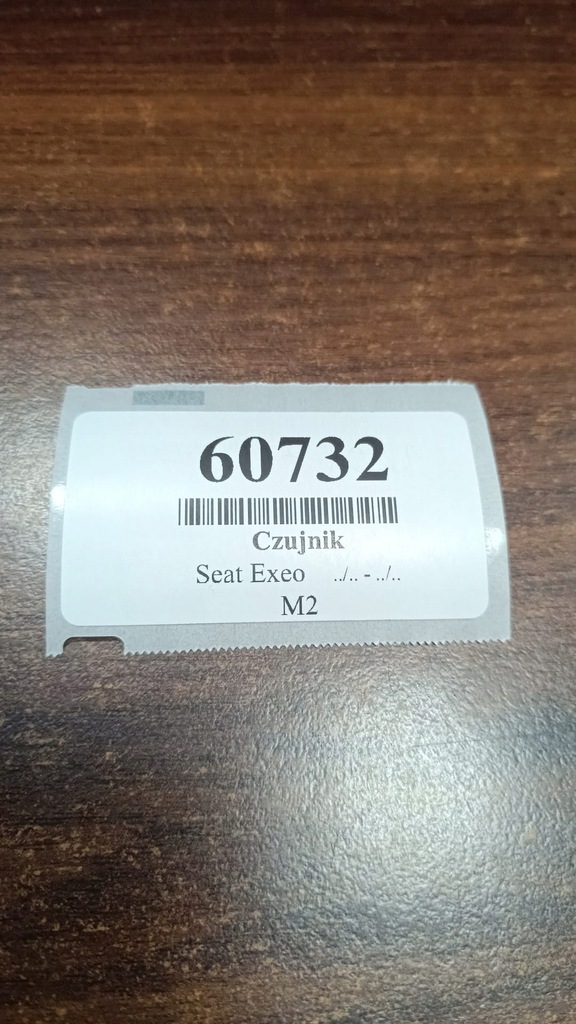 60732
Czujnik
Seat Exeo ../.. - ../..
M2